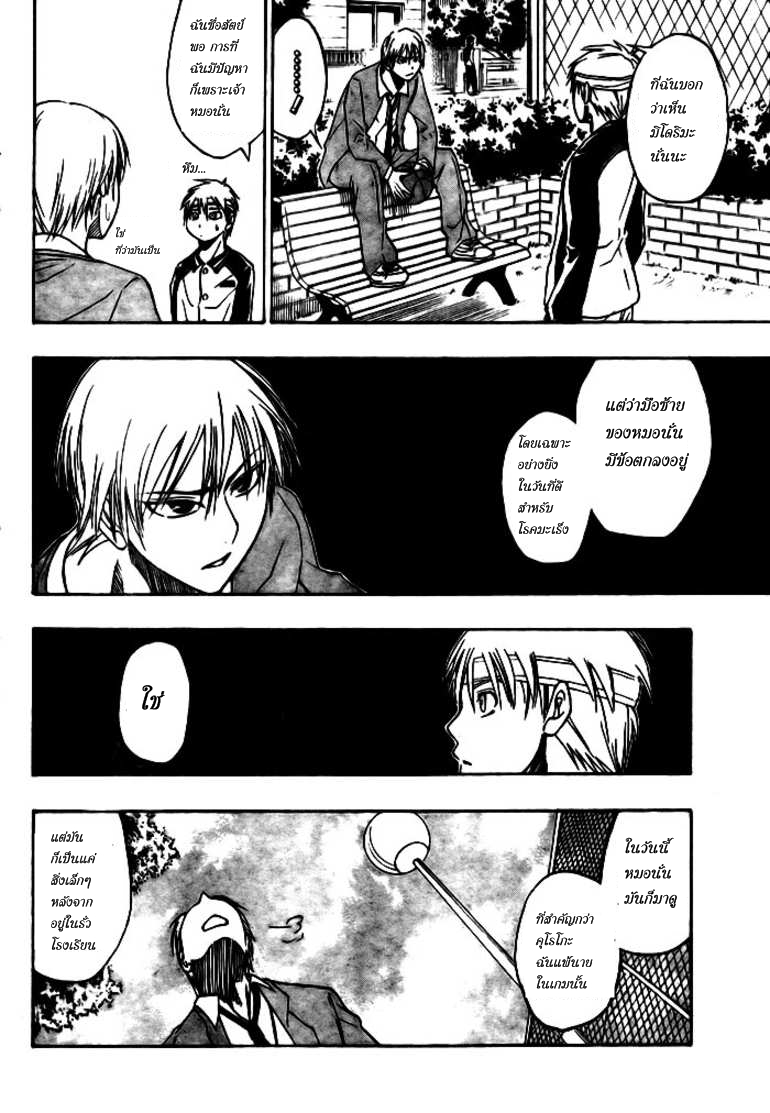 ที่ฉันบอก
ว่าเห็น
มิโดริมะ
นั่นนะ
ฉันซื่อสัตย์
พอ การที่
ฉันมีปัญหา
ก็เพราะเจ้า
หมอนั่น
หืม...
ใช่
ที่ว่ามันเป็น
แต่ว่ามือซ้าย
ของหมอนั่น
มีข้อตกลงอยู่
โดยเฉพาะ
อย่างยิ่ง
ในวันที่ดี
สำหรับ
โรคมะเร็ง
ใช่
ในวันนี้
หมอนั่น
มันก็มาดู
ที่สำคัญกว่า
คุโรโกะ
ฉันแพ้นาย
ในเกมนั้น
แต่มัน
ก็เป็นแค่
สิ่งเล็กๆ
หลังจาก
อยู่ในรั้ว
โรงเรียน